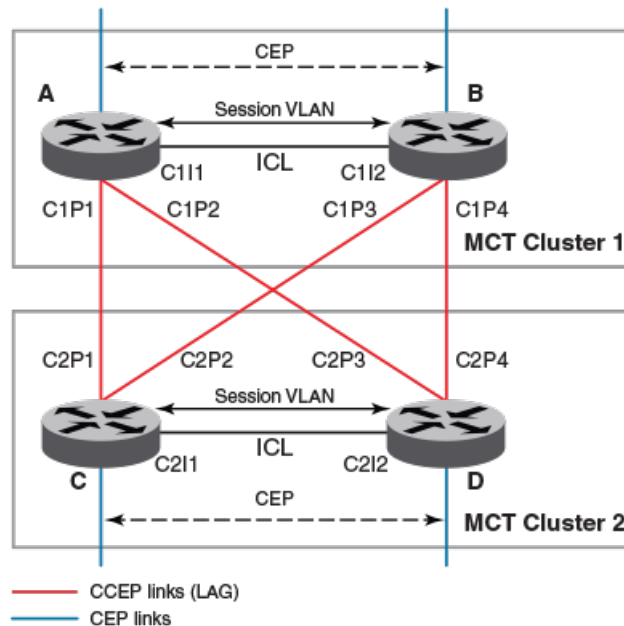 CEP
A
B
Session VLAN
ICL
C1I1
C1I2
C1P1
C1P2
C1P3
C1P4
MCT Cluster 1
C2P1
C2P2
C2P3
C2P4
Session VLAN
ICL
C2I1
C2I2
C
D
CEP
MCT Cluster 2
CCEP links (LAG)
CEP links